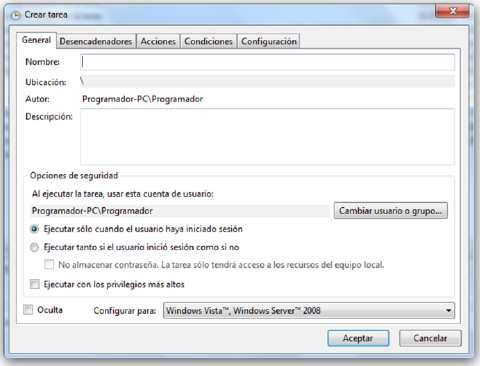 Crear tarea
General Desencadenadores Acciones Condiciones Configuración
Nombre:
Ubicación: \
Autor: Programador-PC\Programador
Descripción:
Opciones de seguridad
Al ejecutar la tarea, usar esta cuenta de usuario:
Programador-PC\Programador Cambiar usuario o grupo...
Ejecutar sólo cuando el usuario haya iniciado sesión
Ejecutar tanto si el usuario inició sesión como si no
No almacenar contraseña. La tarea sólo tendrá acceso a los recursos del equipo local.
Ejecutar con los privilegios más altos
Oculta Configurar para: Windows Vista™, Windows Server™ 2008
Aceptar Cancelar